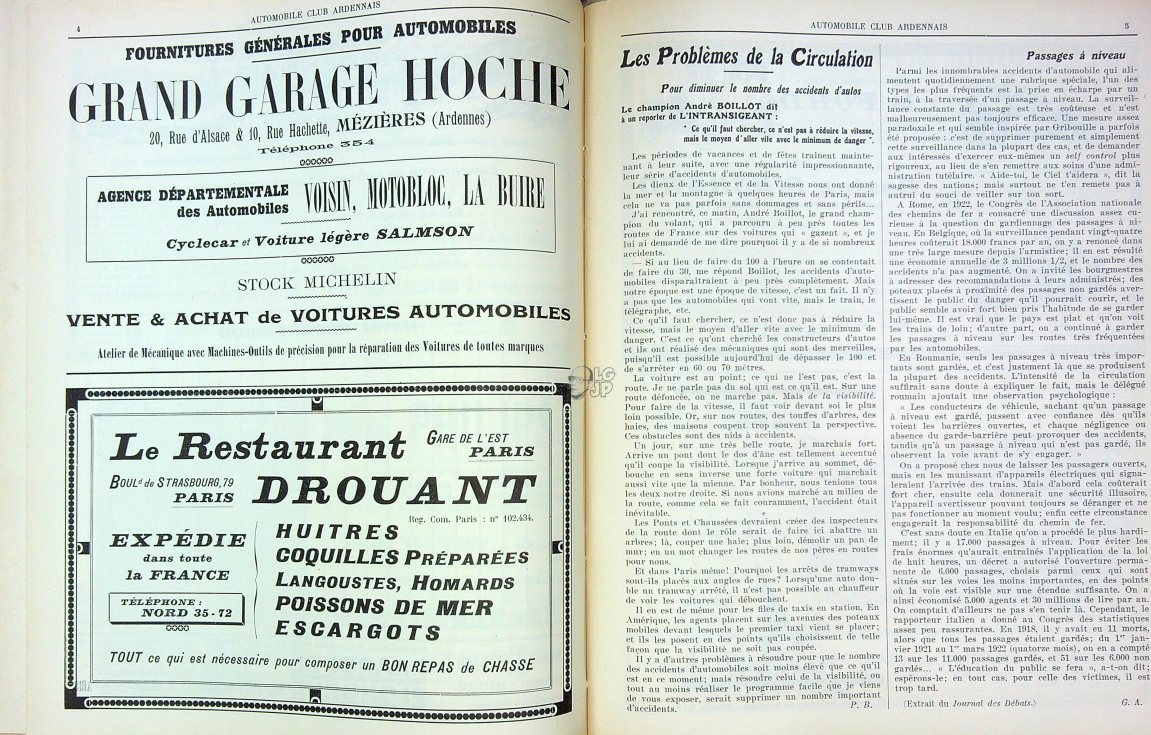 4
AUTOMOBILE CLUB ARDENNAIS
FOURNITURES GÉNÉRALES POUR AUTOMOBILES
GRAND GARAGE HOCHE
20, Rue d'Alsace & 10, Rue Hachette, MÉZIÈRES (Ardennes)
Téléphone 354
AGENCE DÉPARTEMENTALE
des Automobiles
VOISIN, MOTOBLOC, LA BUIRE
Cyclecar et Voiture légère SALMSON
STOCK MICHELIN
VENTE & ACHAT de VOITURES AUTOMOBILES
Atelier de Mécanique avec Machines-Outils de précision pour la réparation des Voitures de toutes marques
Le Restaurant
GARE DE L'EST
PARIS
BOULd DE STRASBOURG, 79
PARIS
DROUANT
Reg. Com. Paris : n° 102.434.
EXPÉDIE
dans toute
la FRANCE
TÉLÉPHONE :
NORD 35-72
HUITRES
COQUILLES PRÉPARÉES
LANGOUSTES, HOMARDS
POISSONS DE MER
ESCARGOTS
TOUT ce qui est nécessaire pour composer un BON REPAS de CHASSE
LG
JP
AUTOMOBILE CLUB ARDENNAIS
5
Les Problèmes de la Circulation
Pour diminuer le nombre des accidents d'autos
Le champion André BOILLOT dit
à un reporter de L'INTRANSIGEANT :
" Ce qu'il faut chercher, ce n'est pas à réduire la vitesse,
mais le moyen d'aller vite avec le minimum de danger ".
Les périodes de vacances et de fêtes traînent mainte-
nant à leur suite, avec une régularité impressionnante,
leur série d'accidents d'automobiles.
Les dieux de l'Essence et de la Vitesse nous ont donné
la mer et la montagne à quelques heures de Paris, mais
cela ne va pas parfois sans dommages et sans périls...
J'ai rencontré, ce matin, André Boillot, le grand cham-
pion du volant, qui a parcouru à peu près toutes les
routes de France sur des voitures qui « gazent », et je
lui ai demandé de me dire pourquoi il y a de si nombreux
accidents.
— Si au lieu de faire du 100 à l'heure on se contentait
de faire du 30, me répond Boillot, les accidents d'auto-
mobiles disparaîtraient à peu près complètement. Mais
notre époque est une époque de vitesse, c'est un fait. Il n'y
a pas que les automobiles qui vont vite, mais le train, le
télégraphe, etc.
Ce qu'il faut chercher, ce n'est donc pas à réduire la
vitesse, mais le moyen d'aller vite avec le minimum de
danger. C'est ce qu'ont cherché les constructeurs d'autos
et ils ont réalisé des mécaniques qui sont des merveilles,
puisqu'il est possible aujourd'hui de dépasser le 100 et
de s'arrêter en 60 ou 70 mètres.
La voiture est au point; ce qui ne l'est pas, c'est la
route. Je ne parle pas du sol qui est ce qu'il est. Sur une
route défoncée, on ne marche pas. Mais de la visibilité.
Pour faire de la vitesse, il faut voir devant soi le plus
loin possible. Or, sur nos routes, des touffes d'arbres, des
haies, des maisons coupent trop souvent la perspective.
Ces obstacles sont des nids à accidents.
Un jour, sur une très belle route, je marchais fort.
Arrive un pont dont le dos d'âne est tellement accentué
qu'il coupe la visibilité. Lorsque j'arrive au sommet, dé-
bouche en sens inverse une forte voiture qui marchait
aussi vite que la mienne. Par bonheur, nous tenions tous
les deux notre droite. Si nous avions marché au milieu de
la route, comme cela se fait couramment, l'accident était
inévitable.
Les Ponts et Chaussées devraient créer des inspecteurs
de la route dont le rôle serait de faire ici abattre un
arbres; là, couper une haie; plus loin, démolir un pan de
mur; en un mot changer les routes de nos pères en routes
pour nous.
Et dans Paris même! Pourquoi les arrêts de tramways
sont-ils placés aux angles de rues? Lorsqu'une auto dou-
ble un tramway arrêté, il n'est pas possible au chauffeur
de voir les voitures qui débouchent.
Il en est de même pour les files de taxis en station. En
Amérique, les agents placent sur les avenues des poteaux
mobiles devant lesquels le premier taxi vient se placer;
et ils les posent en des points qu'ils choisissent de telle
façon que la visibilité ne soit pas coupée.
Il y a d'autres problèmes à résoudre pour que le nombre
des accidents d'automobiles soit moins élevé que ce qu'il
est en ce moment; mais résoudre celui de la visibilité, ou
tout au moins réaliser le programme facile que je viens
de vous exposer, serait supprimer un nombre important
d'accidents.
P. B.
Passages à niveau
Parmi les innombrables accidents d'automobile qui ali-
mentent quotidiennement une rubrique spéciale, l'un des
types les plus fréquents est la prise en écharpe par un
train, à la traversée d'un passage à niveau. La surveil-
lance constante du passage est très coûteuse et n'est
malheureusement pas toujours efficace. Une mesure assez
paradoxale et qui semble inspirée par Gribouille a parfois
été proposée : c'est de supprimer purement et simplement
cette surveillance dans la plupart des cas, et de demander
aux intéressés d'exercer eux-mêmes un self control plus
rigoureux, au lieu de s'en remettre aux soins d'une admi-
nistration tutélaire. « Aide-toi, le Ciel t'aidera », dit la
sagesse des nations; mais surtout ne t'en remets pas à
autrui du souci de veiller sur ton sort.
A Rome, en 1922, le Congrès de l'Association nationale
des chemins de fer a consacré une discussion assez cu-
rieuse à la question du gardiennage des passages à ni-
veau. En Belgique, où la surveillance pendant vingt-quatre
heures coûterait 18.000 francs par an, on y a renoncé dans
une très large mesure depuis l'armistice; il en est résulté
une économie annuelle de 3 millions 1/2, et le nombre des
accidents n'a pas augmenté. On a invité les bourgmestres
à adresser des recommandations à leurs administrés; des
poteaux placés à proximité des passages non gardés aver-
tissent le public du danger qu'il pourrait courir, et le
public semble avoir fort bien pris l'habitude de se garder
lui-même. Il est vrai que le pays est plat et qu'on voit
les trains de loin; d'autre part, on a continué à garder
les passages à niveau sur les routes très fréquentées
par les automobiles.
En Roumanie, seuls les passages à niveau très impor-
tants sont gardés, et c'est justement là que se produisent
la plupart des accidents. L'intensité de la circulation
suffirait sans doute à expliquer le fait, mais le délégué
roumain ajoutait une observation psychologique :
« Les conducteurs de véhicule, sachant qu'un passage
à niveau est gardé, passent avec confiance dès qu'ils
voient les barrières ouvertes, et chaque négligence ou
absence du garde-barrière peut provoquer des accidents,
tandis qu'à un passage à niveau qui n'est pas gardé, ils
observent la voie avant de s'y engager. »
On a proposé chez nous de laisser les passagers ouverts,
mais en les munissant d'appareils électriques qui signa-
leraient l'arrivée des trains. Mais d'abord cela coûterait
fort cher, ensuite cela donnerait une sécurité illusoire,
l'appareil avertisseur pouvant toujours se déranger et ne
pas fonctionner au moment voulu; enfin cette circonstance
engagerait la responsabilité du chemin de fer.
C'est sans doute en Italie qu'on a procédé le plus hardi-
ment; il y a 17.000 passages à niveau. Pour éviter les
frais énormes qu'aurait entraînés l'application de la loi
de huit heures, un décret a autorisé l'ouverture perma-
nente de 6.000 passages, choisis parmi ceux qui sont
situés sur les voies les moins importantes, en des points
où la voie est visible sur une étendue suffisante. On a
ainsi économisé 5.000 agents et 30 millions de lire par an.
On comptait d'ailleurs ne pas s'en tenir là. Cependant, le
rapporteur italien a donné au Congrès des statistiques
assez peu rassurantes. En 1918, il y avait eu 11 morts,
alors que tous les passages étaient gardés; du 1er jan-
vier 1921 au 1er mars 1922 (quatorze mois), on en a compté
13 sur les 11.000 passages gardés, et 51 sur les 6.000 non
gardés... « L'éducation du public se fera », a-t-on dit;
espérons-le; en tout cas, pour celle des victimes, il est
trop tard.
(Extrait du Journal des Débats.)
G. A.